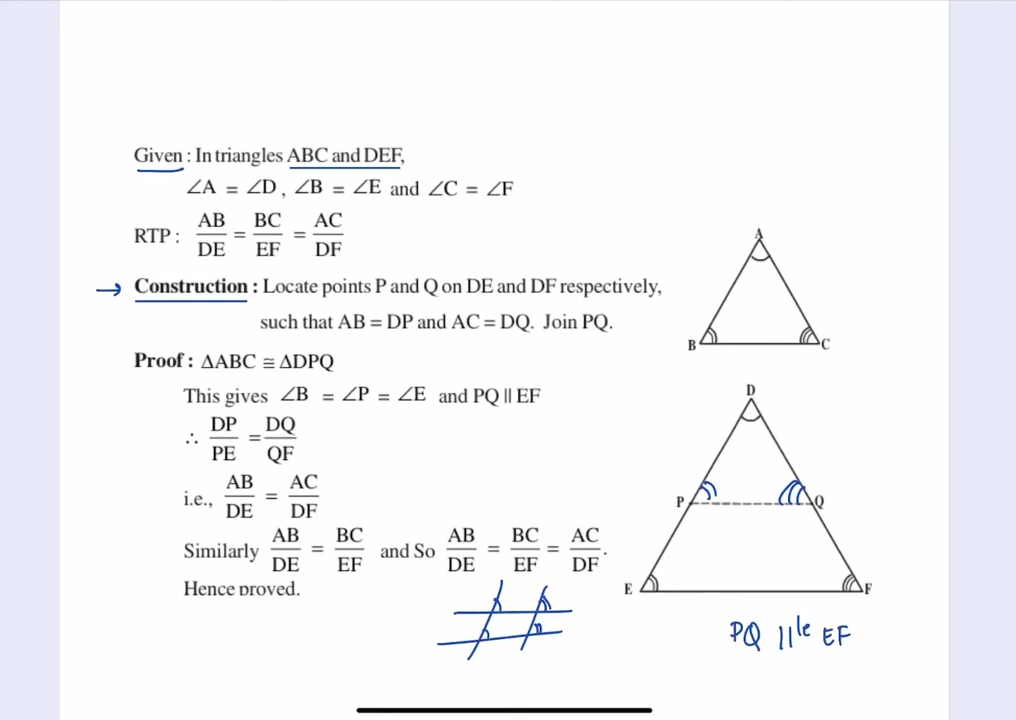 Given : In triangles ABC and DEF,
∠A = ∠D , ∠B = ∠E and ∠C = ∠F
RTP : AB/DE = BC/EF = AC/DF
→ Construction : Locate points P and Q on DE and DF respectively,
such that AB = DP and AC = DQ. Join PQ.
Proof : ΔABC ≅ ΔDPQ
This gives ∠B = ∠P = ∠E and PQ || EF
∴ DP/PE = DQ/QF
i.e., AB/DE = AC/DF
Similarly AB/DE = BC/EF and So AB/DE = BC/EF = AC/DF.
Hence proved.
A
B
C
D
P
Q
E
F
PQ ||le EF